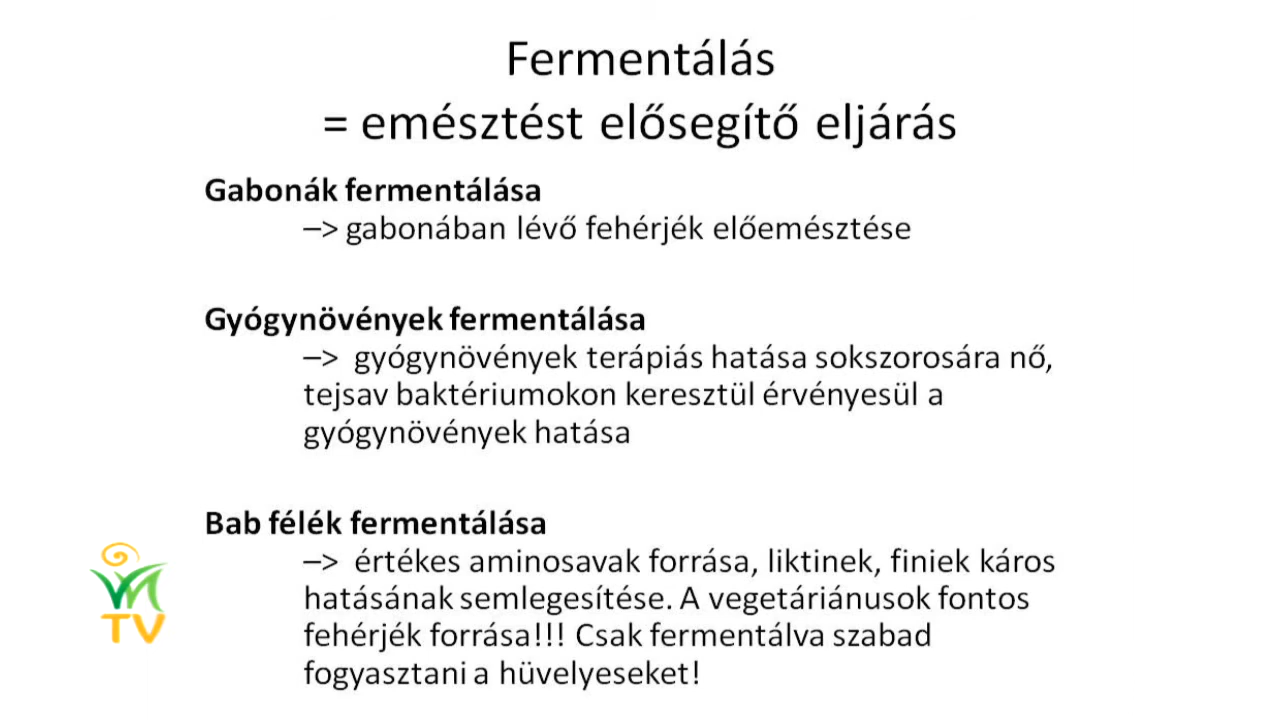 Fermentálás
= emésztést elősegítő eljárás
Gabonák fermentálása
–> gabonában lévő fehérjék előemésztése
Gyógynövények fermentálása
–> gyógynövények terápiás hatása sokszorosára nő,
tejsav baktériumokon keresztül érvényesül a
gyógynövények hatása
Bab félék fermentálása
–> értékes aminosavak forrása, liktinek, finiek káros
hatásának semlegesítése. A vegetáriánusok fontos
fehérjék forrása!!! Csak fermentálva szabad
fogyasztani a hüvelyeseket!
TV